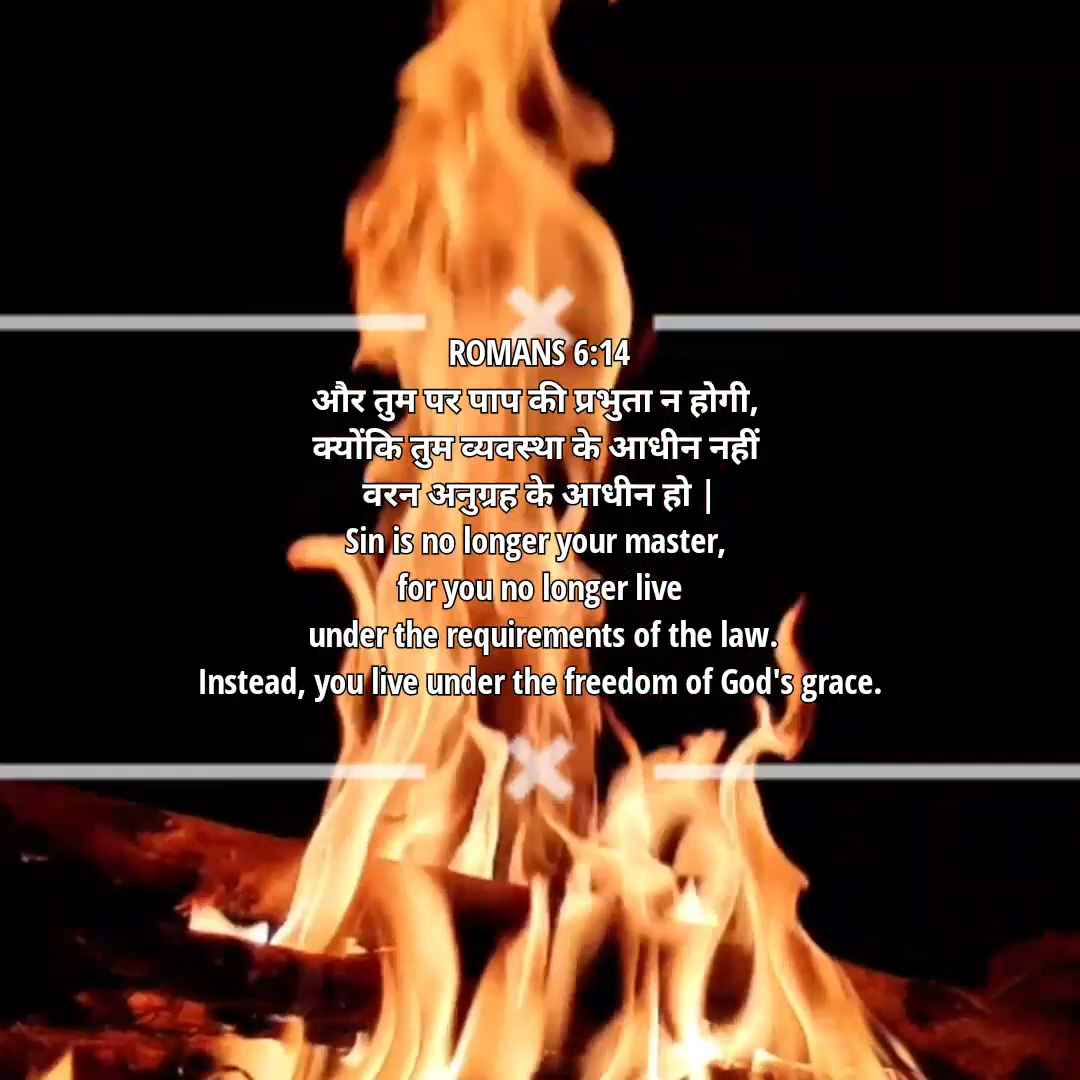 ROMANS 6:14
और तुम पर पाप की प्रभुता न होगी,
क्योंकि तुम व्यवस्था के आधीन नहीं
वरन अनुग्रह के आधीन हो |
Sin is no longer your master,
for you no longer live
under the requirements of the law.
Instead, you live under the freedom of God's grace.